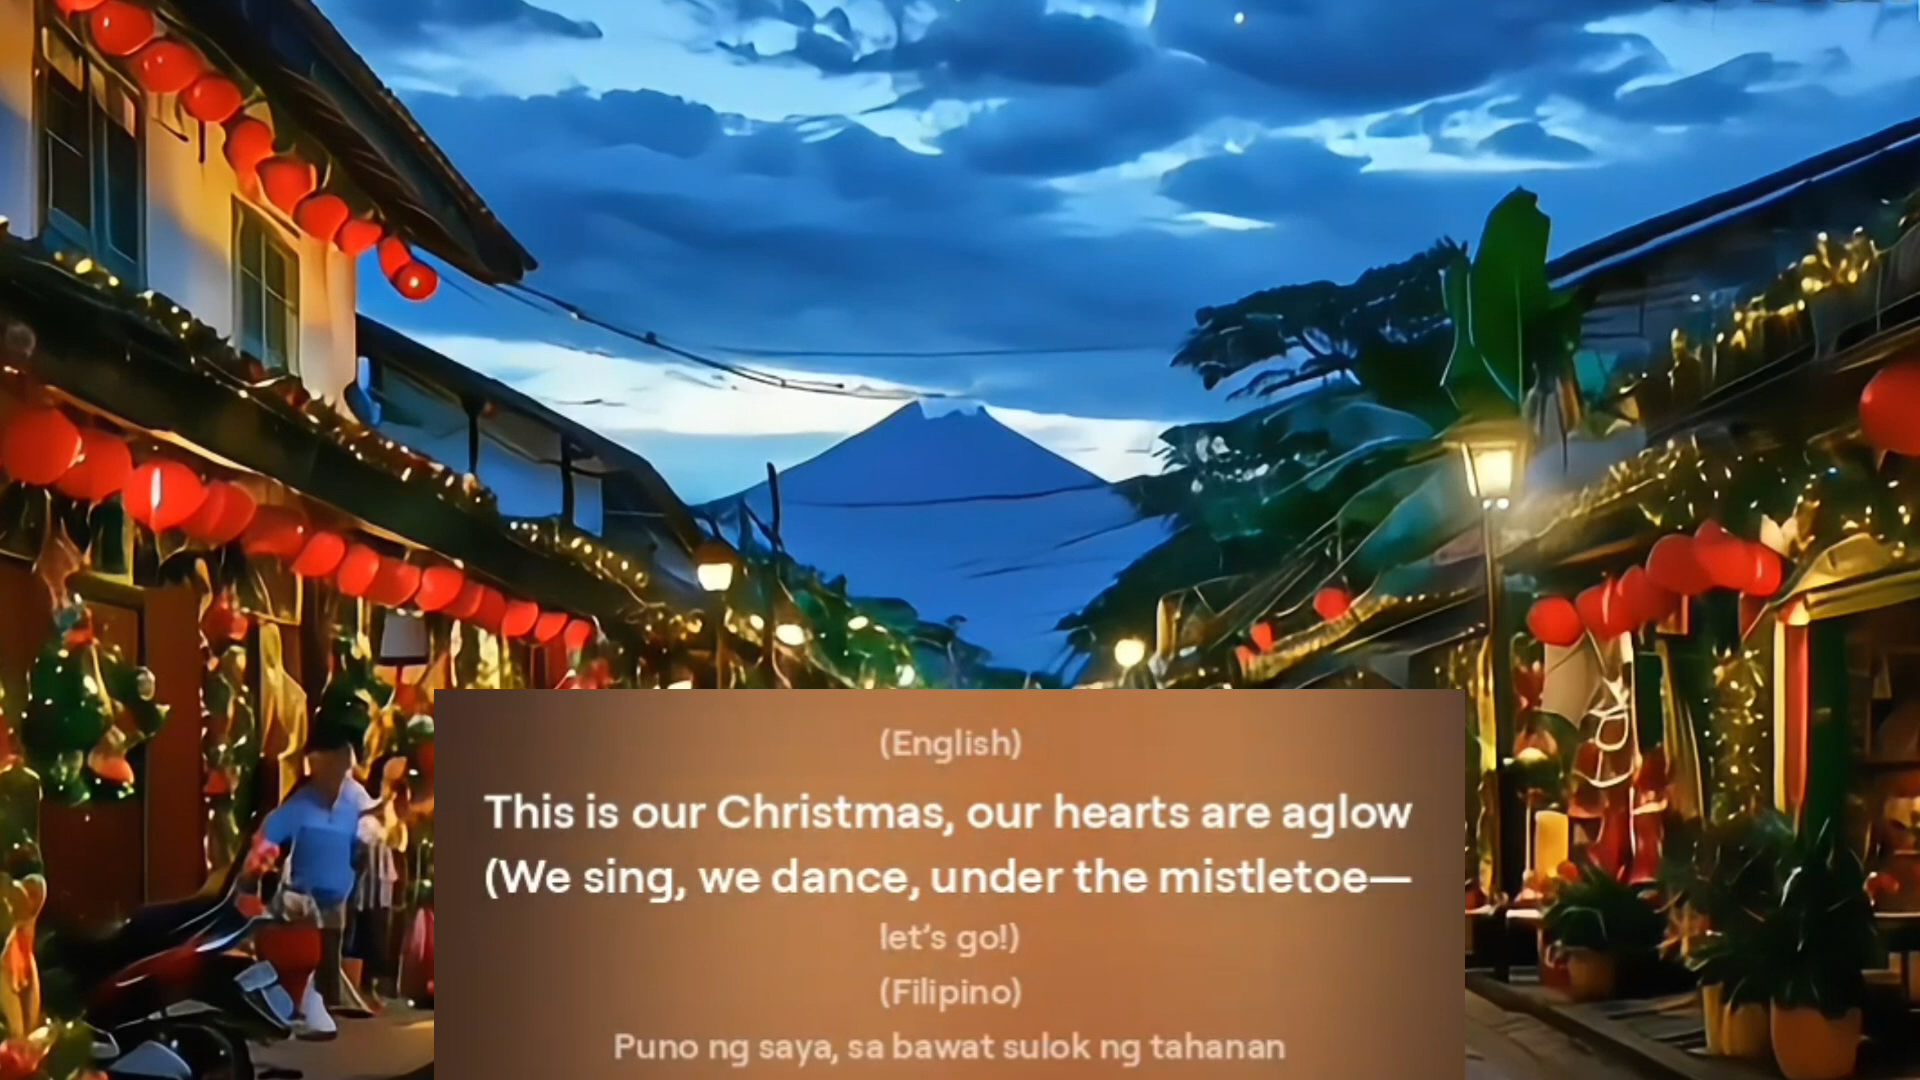 (English)
This is our Christmas, our hearts are aglow
(We sing, we dance, under the mistletoe—
let's go!)
(Filipino)
Puno ng saya, sa bawat sulok ng tahanan